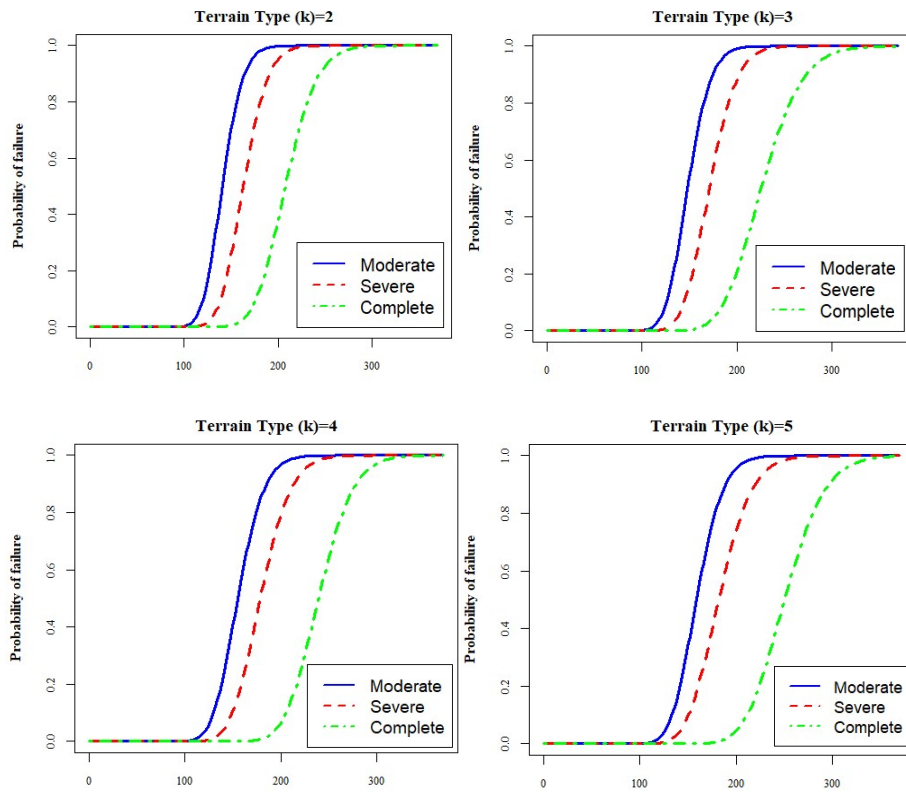 Terrain Type (k)=2
Probability of failure
0.0 0.2 0.4 0.6 0.8 1.0
Moderate
Severe
Complete
0 100 200 300
Terrain Type (k)=3
Probability of failure
0.0 0.2 0.4 0.6 0.8 1.0
Moderate
Severe
Complete
0 100 200 300
Terrain Type (k)=4
Probability of failure
0.0 0.2 0.4 0.6 0.8 1.0
Moderate
Severe
Complete
0 100 200 300
Terrain Type (k)=5
Probability of failure
0.0 0.2 0.4 0.6 0.8 1.0
Moderate
Severe
Complete
0 100 200 300